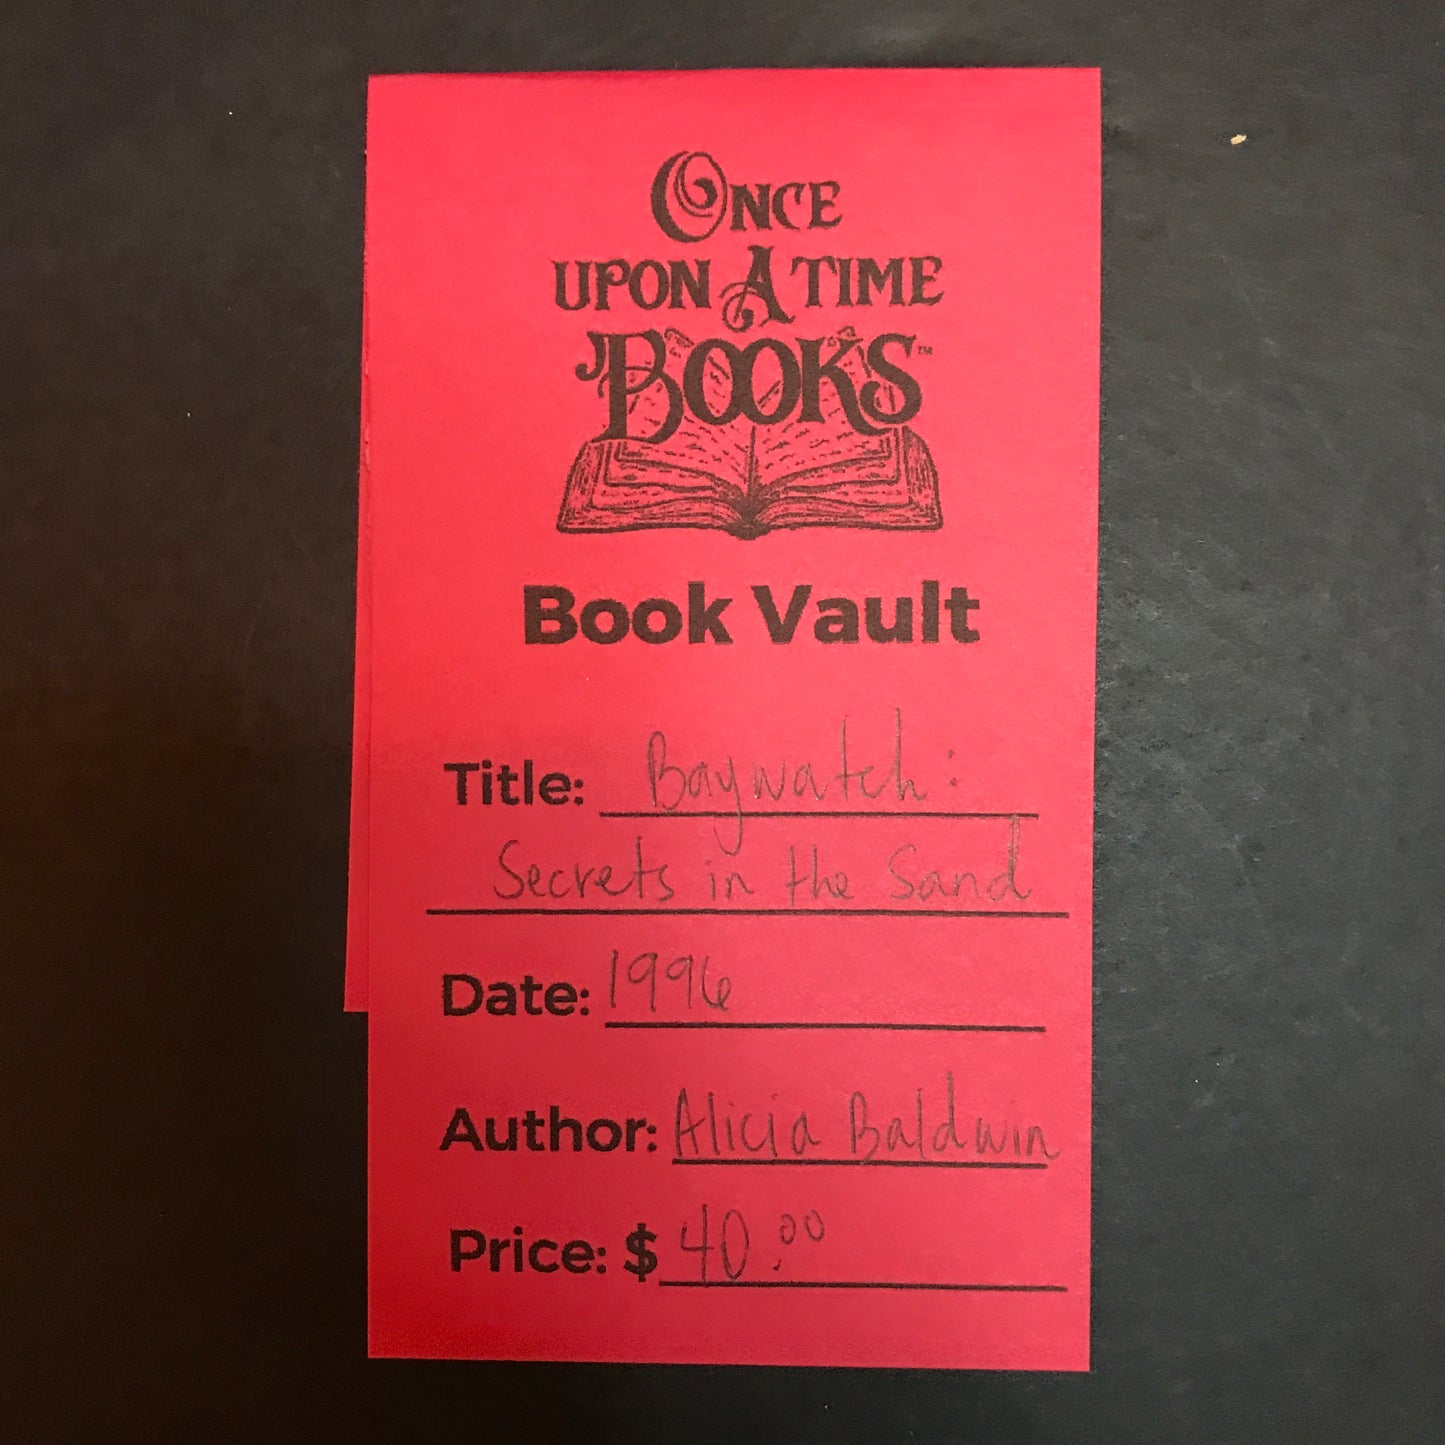 ONCE
UPON A TIME
BOOKS™
Book Vault
Title: Baywatch:
Secrets in the Sand
Date: 1996
Author: Alicia Baldwin
Price: $ 40.00